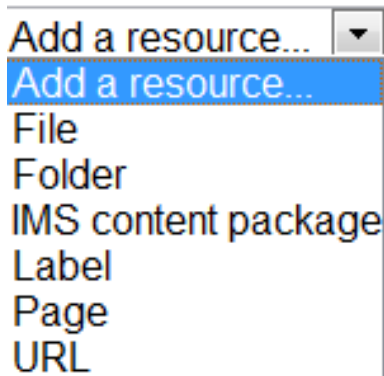 Add a resource...
Add a resource...
File
Folder
IMS content package
Label
Page
URL